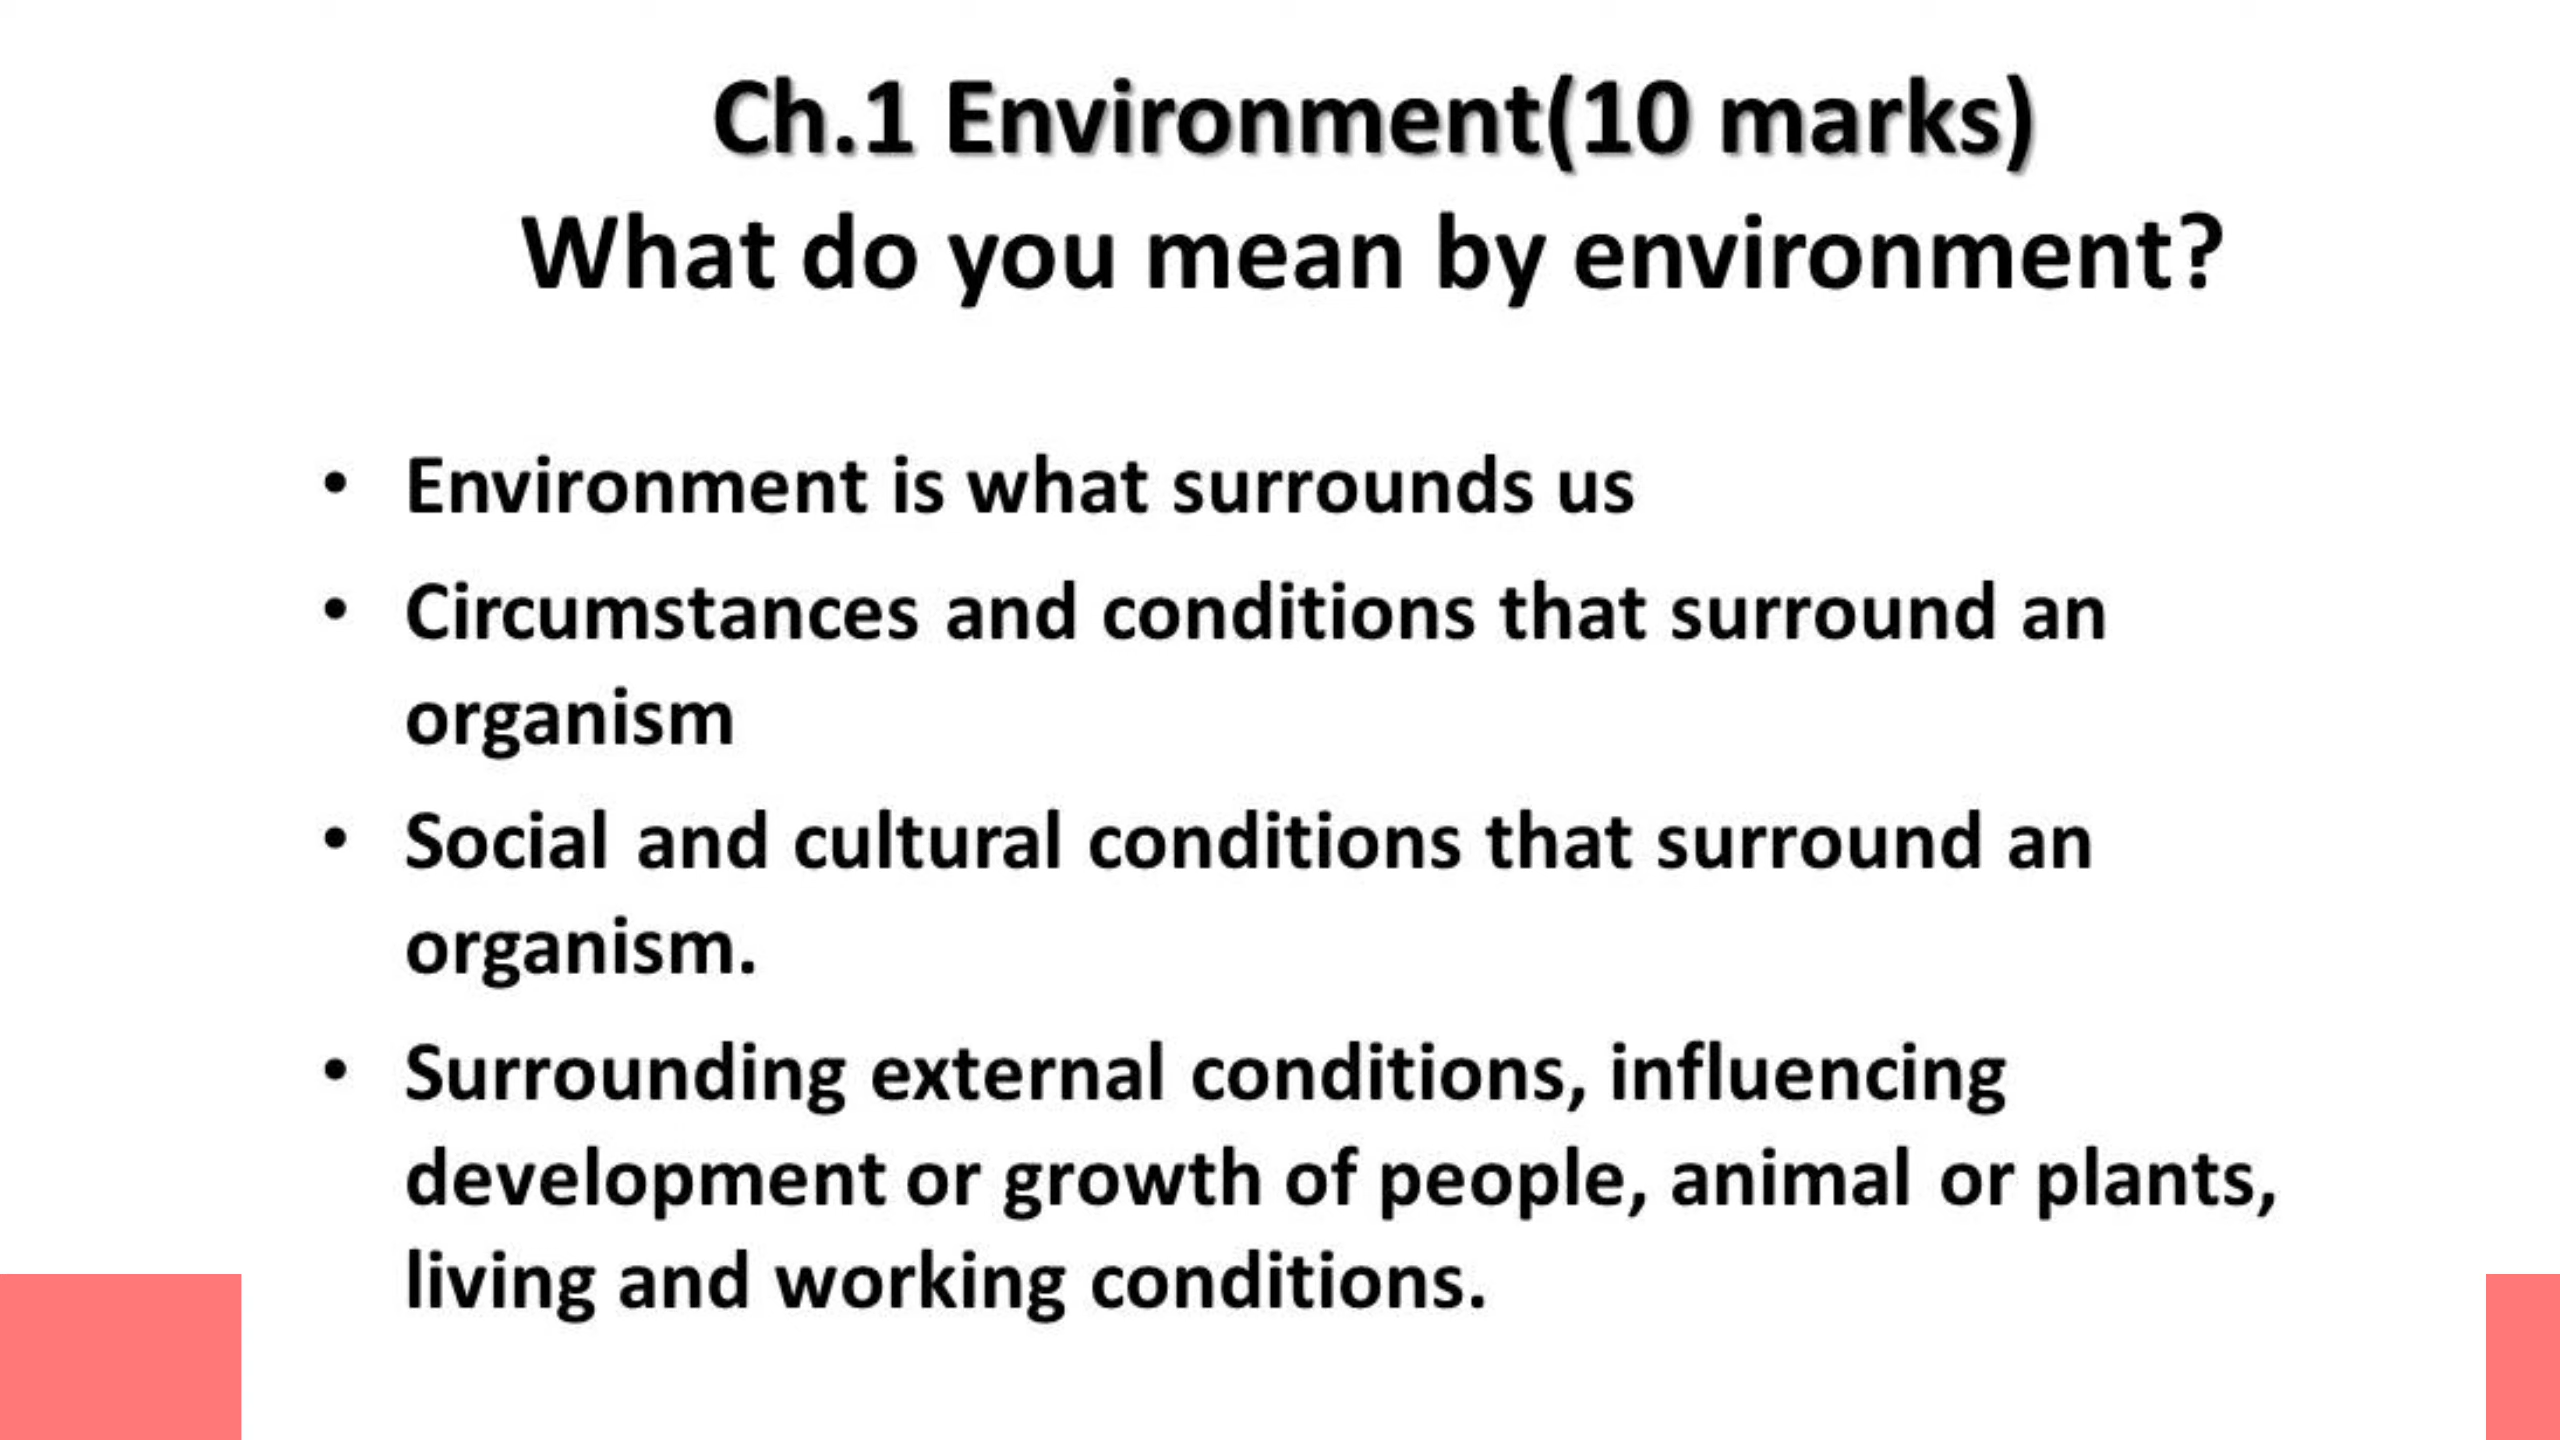 Ch.1 Environment(10 marks)
What do you mean by environment?
• Environment is what surrounds us
• Circumstances and conditions that surround an
organism
• Social and cultural conditions that surround an
organism.
• Surrounding external conditions, influencing
development or growth of people, animal or plants,
living and working conditions.